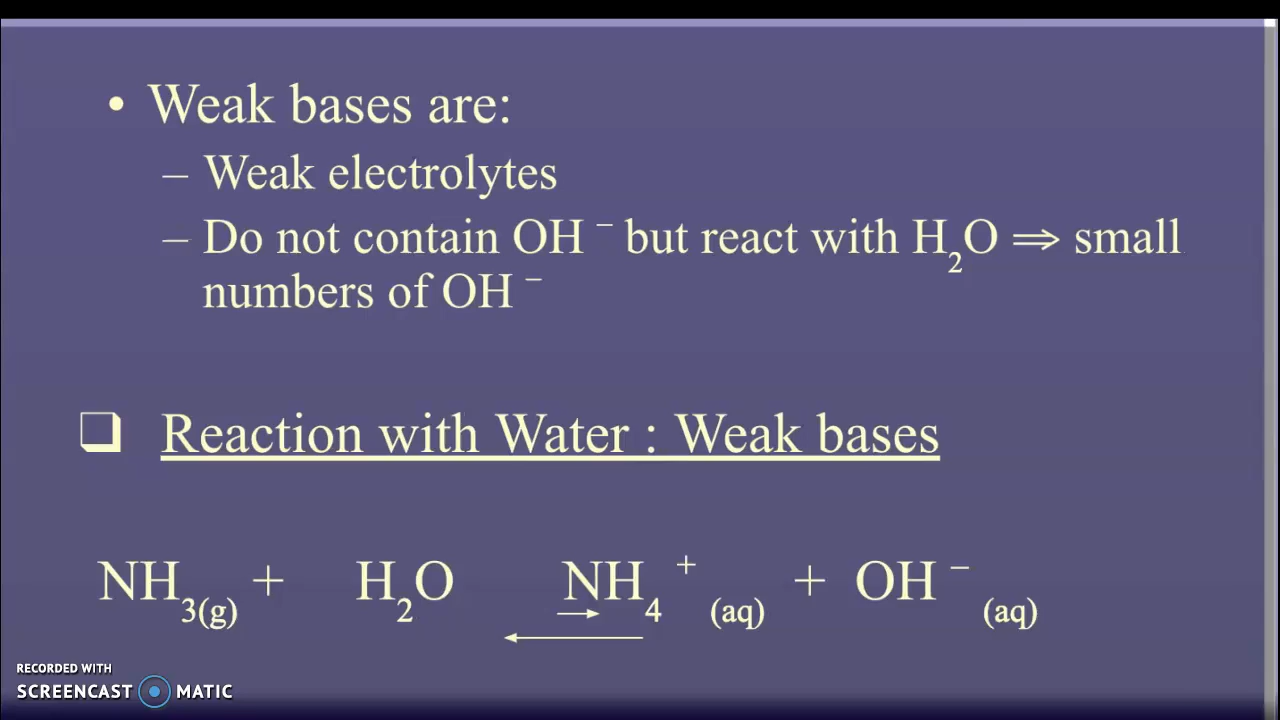 • Weak bases are:
– Weak electrolytes
– Do not contain OH⁻ but react with H₂O ⇒ small
numbers of OH⁻
❑ Reaction with Water : Weak bases
NH₃(g) + H₂O ⇄ NH₄⁺(aq) + OH⁻(aq)
RECORDED WITH
SCREENCAST MATIC